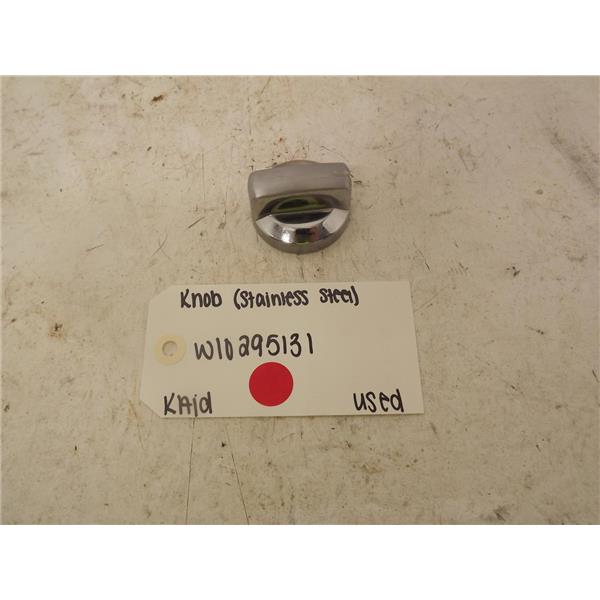 Knob (Stainless Steel)
W10295131
KAid
used